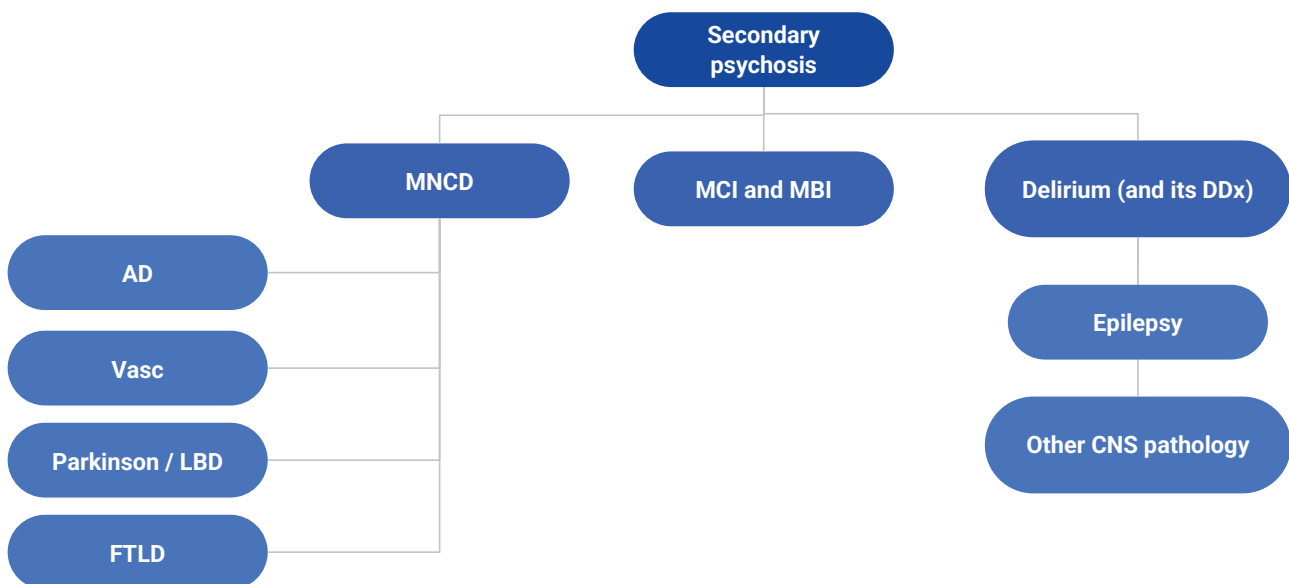 Secondary
psychosis
MNCD
MCI and MBI
Delirium (and its DDx)
AD
Vasc
Parkinson / LBD
FTLD
Epilepsy
Other CNS pathology